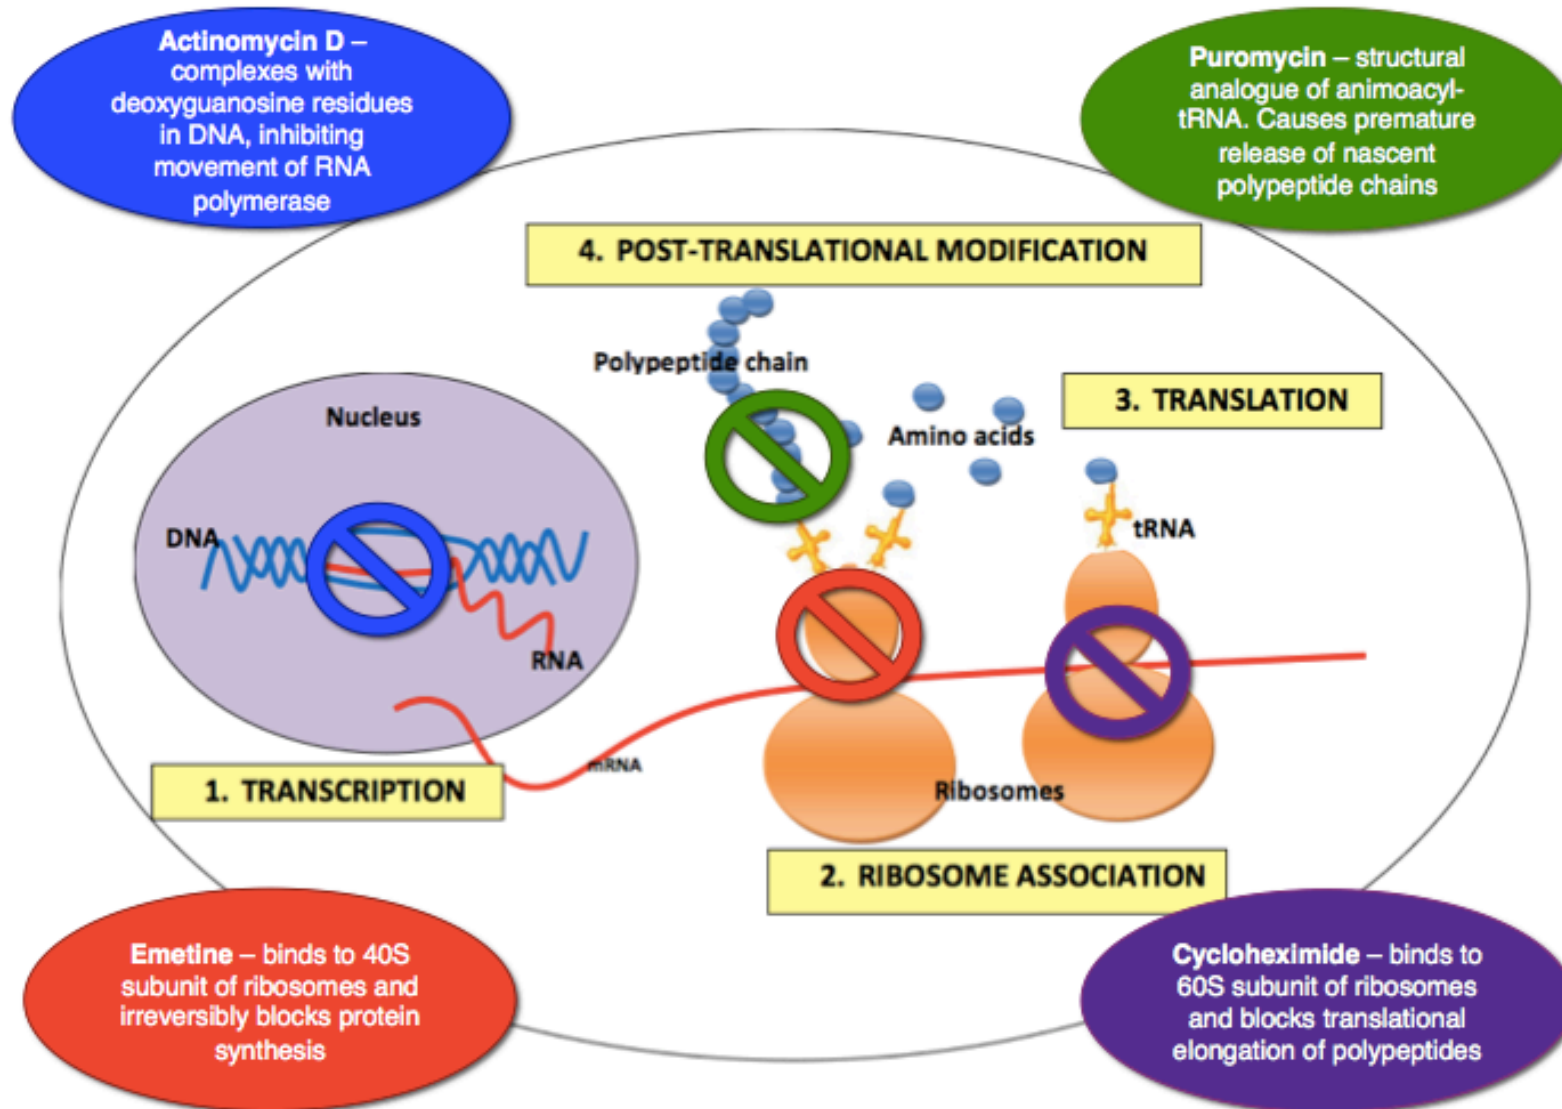 Actinomycin D –
complexes with
deoxyguanosine residues
in DNA, inhibiting
movement of RNA
polymerase
Puromycin – structural
analogue of animoacyl-
tRNA. Causes premature
release of nascent
polypeptide chains
4. POST-TRANSLATIONAL MODIFICATION
Polypeptide chain
3. TRANSLATION
Amino acids
Nucleus
DNA
tRNA
RNA
mRNA
1. TRANSCRIPTION
Ribosomes
2. RIBOSOME ASSOCIATION
Emetine – binds to 40S
subunit of ribosomes and
irreversibly blocks protein
synthesis
Cycloheximide – binds to
60S subunit of ribosomes
and blocks translational
elongation of polypeptides